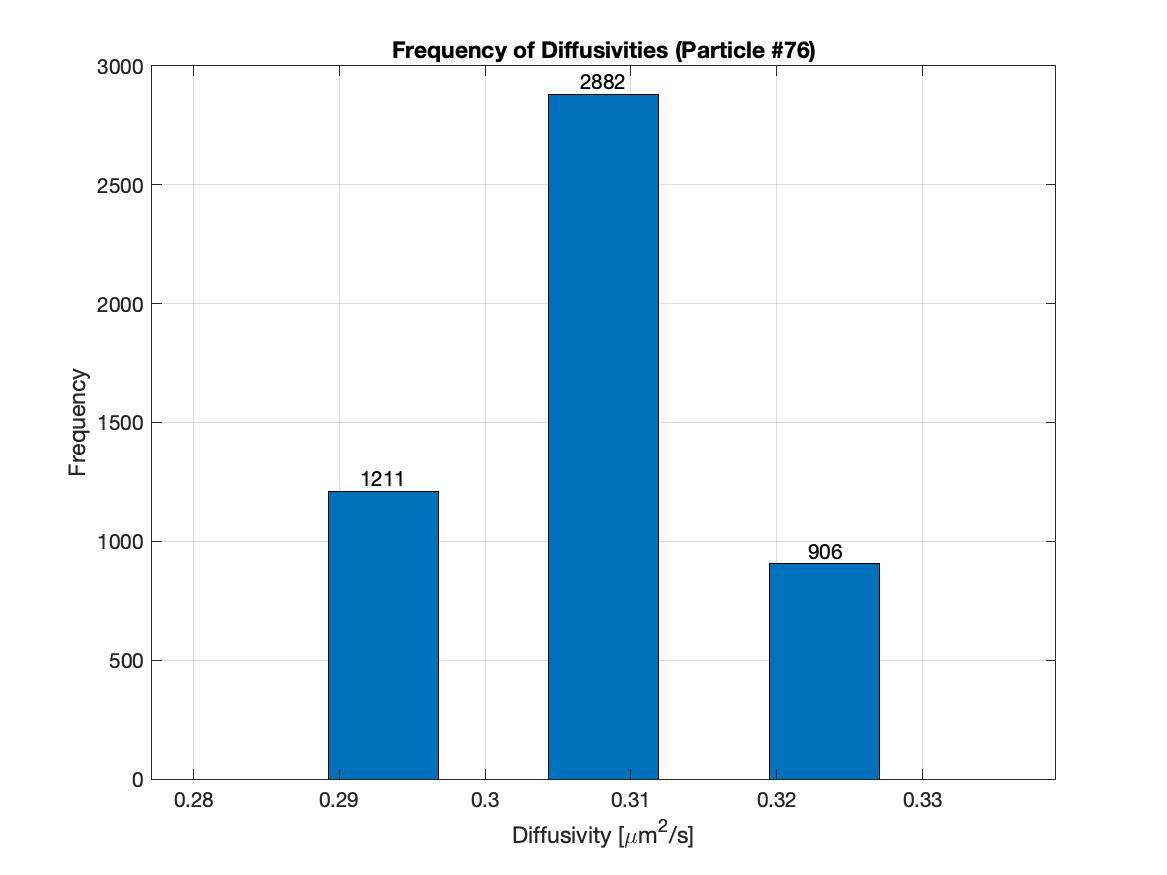 Frequency of Diffusivities (Particle #76)
3000
2882
2500
2000
1500
1211
1000
906
500
0
Frequency
0.28 0.29 0.3 0.31 0.32 0.33
Diffusivity [μm²/s]